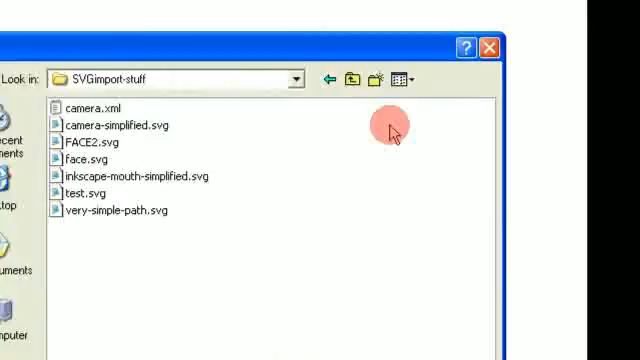 ?
Look in:
SVGimport-stuff
camera.xml
camera-simplified.svg
FACE2.svg
face.svg
inkscape-mouth-simplified.svg
test.svg
very-simple-path.svg
ecent
ments
top
uments
mputer